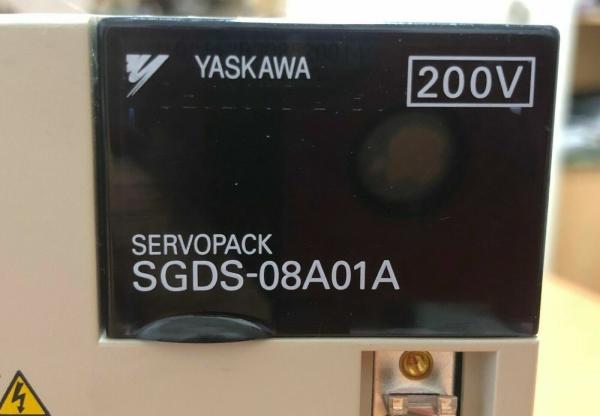 YASKAWA
200V
SERVOPACK
SGDS-08A01A